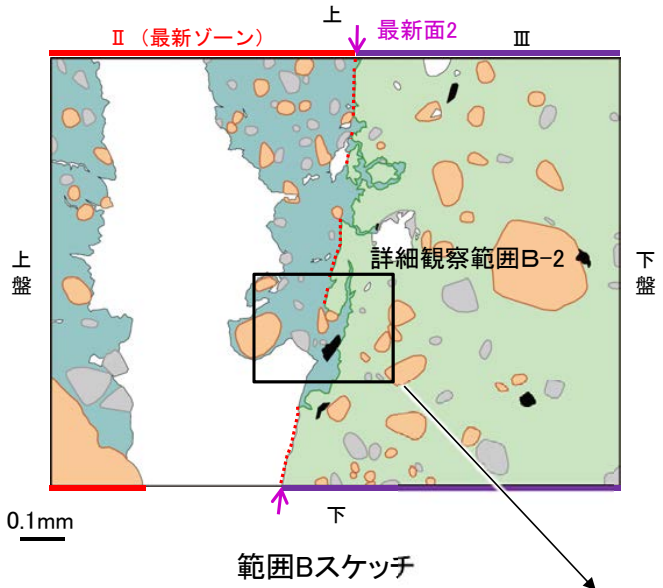 上
Ⅱ（最新ゾーン）
最新面2
Ⅲ
上盤
詳細観察範囲B-2
下盤
下
0.1mm
範囲Bスケッチ